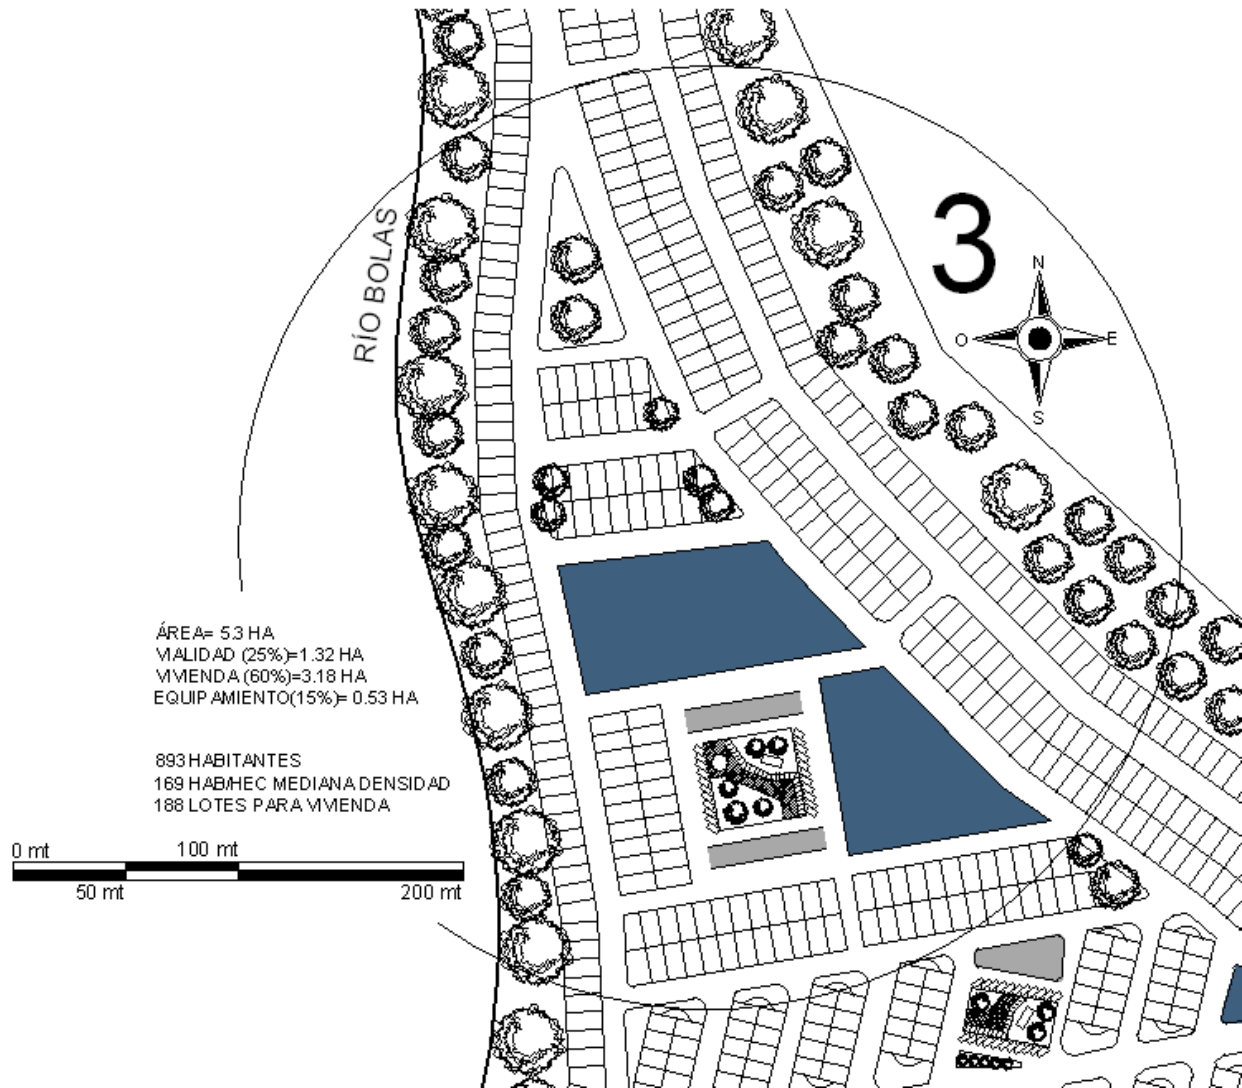 3
N
O
E
S
RÍO BOLAS
ÁREA= 5.3 HA
VIALIDAD (25%)=1.32 HA
VIVIENDA (60%)=3.18 HA
EQUIPAMIENTO(15%)= 0.53 HA
893 HABITANTES
169 HAB/HEC MEDIANA DENSIDAD
188 LOTES PARA VIVIENDA
0 mt
100 mt
50 mt
200 mt